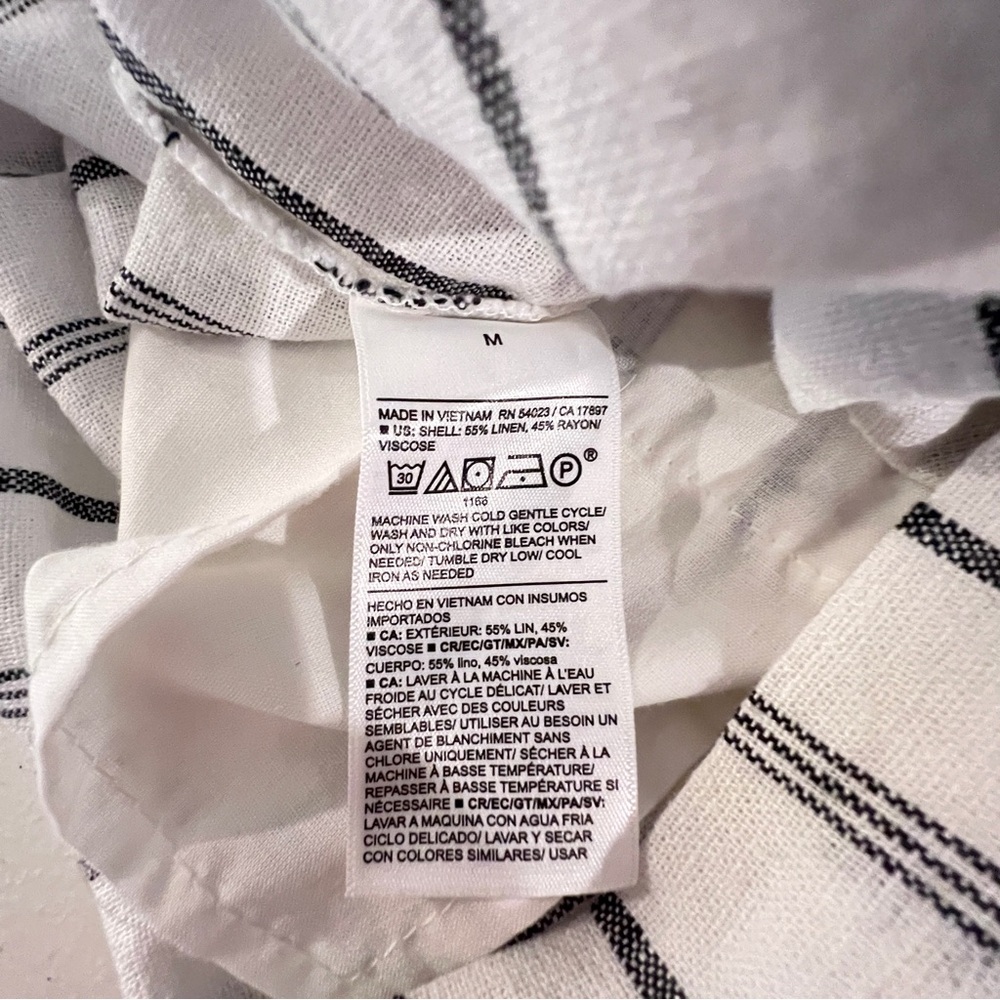 M
MADE IN VIETNAM RN 54023 / CA 17897
■ US: SHELL: 55% LINEN, 45% RAYON/
VISCOSE
30 P ®
1166
MACHINE WASH COLD GENTLE CYCLE/
WASH AND DRY WITH LIKE COLORS/
ONLY NON-CHLORINE BLEACH WHEN
NEEDED/ TUMBLE DRY LOW/ COOL
IRON AS NEEDED
HECHO EN VIETNAM CON INSUMOS
IMPORTADOS
■ CA: EXTÉRIEUR: 55% LIN, 45%
VISCOSE ■ CR/EC/GT/MX/PA/SV:
CUERPO: 55% lino, 45% viscosa
■ CA: LAVER À LA MACHINE À L'EAU
FROIDE AU CYCLE DÉLICAT/ LAVER ET
SÉCHER AVEC DES COULEURS
SEMBLABLES/ UTILISER AU BESOIN UN
AGENT DE BLANCHIMENT SANS
CHLORE UNIQUEMENT/ SÉCHER À LA
MACHINE À BASSE TEMPÉRATURE/
REPASSER À BASSE TEMPÉRATURE SI
NÉCESSAIRE ■ CR/EC/GT/MX/PA/SV:
LAVAR A MAQUINA CON AGUA FRIA
CICLO DELICADO/ LAVAR Y SECAR
CON COLORES SIMILARES/ USAR